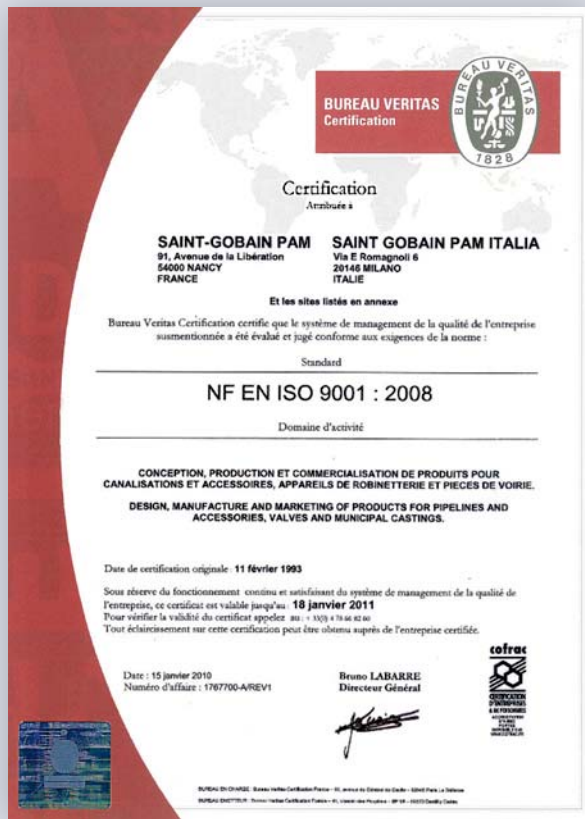 BUREAU VERITAS
Certification
BUREAU VERITAS
1828
Certification
Attribuée à
SAINT-GOBAIN PAM
91, Avenue de la Libération
54000 NANCY
FRANCE
SAINT GOBAIN PAM ITALIA
Via E Romagnoli 6
20146 MILANO
ITALIE
Et les sites listés en annexe
Bureau Veritas Certification certifie que le système de management de la qualité de l'entreprise
susmentionnée a été évalué et jugé conforme aux exigences de la norme :
Standard
NF EN ISO 9001 : 2008
Domaine d'activité
CONCEPTION, PRODUCTION ET COMMERCIALISATION DE PRODUITS POUR
CANALISATIONS ET ACCESSOIRES, APPAREILS DE ROBINETTERIE ET PIECES DE VOIRIE.
DESIGN, MANUFACTURE AND MARKETING OF PRODUCTS FOR PIPELINES AND
ACCESSORIES, VALVES AND MUNICIPAL CASTINGS.
Date de certification originale : 11 février 1993
Sous réserve du fonctionnement continu et satisfaisant du système de management de la qualité de
l'entreprise, ce certificat est valable jusqu'au : 18 janvier 2011
Pour vérifier la validité du certificat appelez
Tout éclaircissement sur cette certification peut être obtenu auprès de l'entreprise certifiée.
Date : 15 janvier 2010
Numéro d'affaire : 1767700-A/REV1
Bruno LABARRE
Directeur Général
cofrac
CERTIFICATION
D'ENTREPRISES
& DE PERSONNES